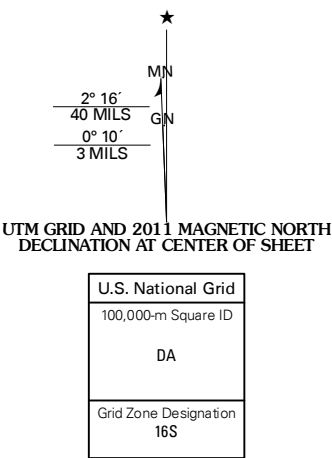 ★
MN
2° 16´
40 MILS
GN
0° 10´
3 MILS
UTM GRID AND 2011 MAGNETIC NORTH
DECLINATION AT CENTER OF SHEET
U.S. National Grid
100,000-m Square ID
DA
Grid Zone Designation
16S